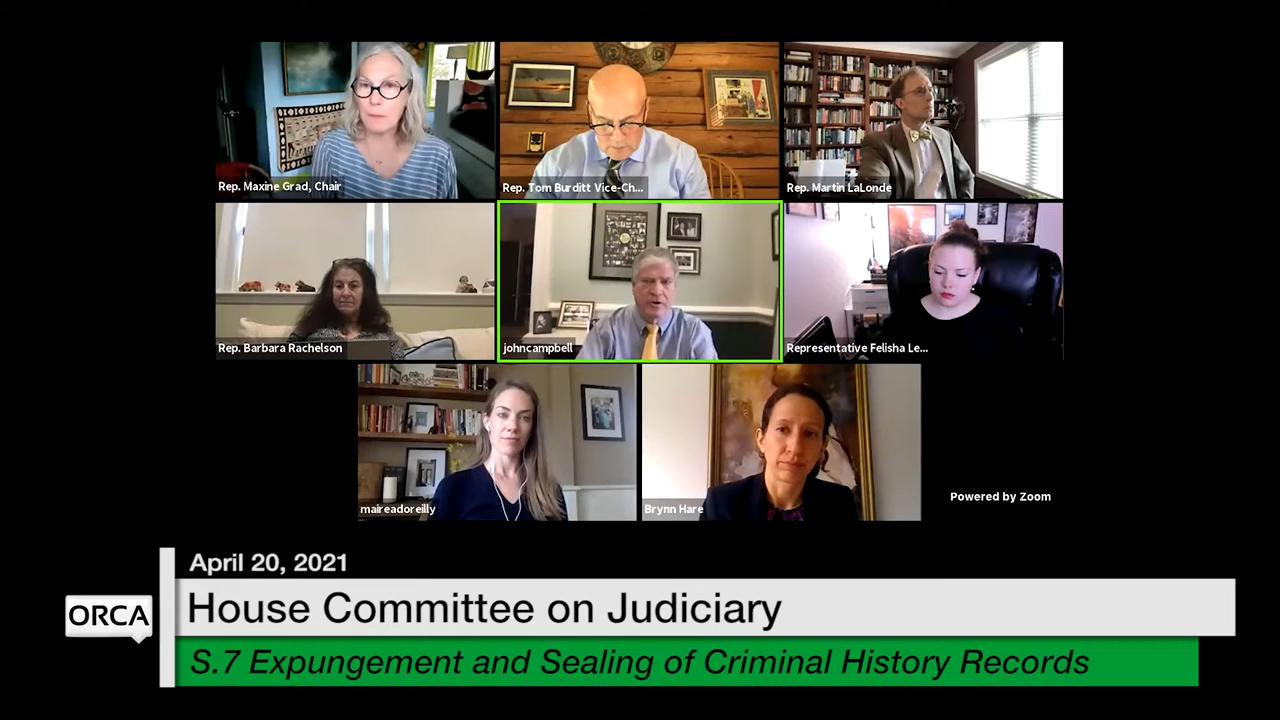 Rep. Maxine Grad, Chair
Rep. Tom Burditt Vice-Ch...
Rep. Martin LaLonde
Rep. Barbara Rachelson
johncampbell
Representative Felisha Le...
maireadoreilly
Brynn Hare
Powered by Zoom
April 20, 2021
ORCA
House Committee on Judiciary
S.7 Expungement and Sealing of Criminal History Records